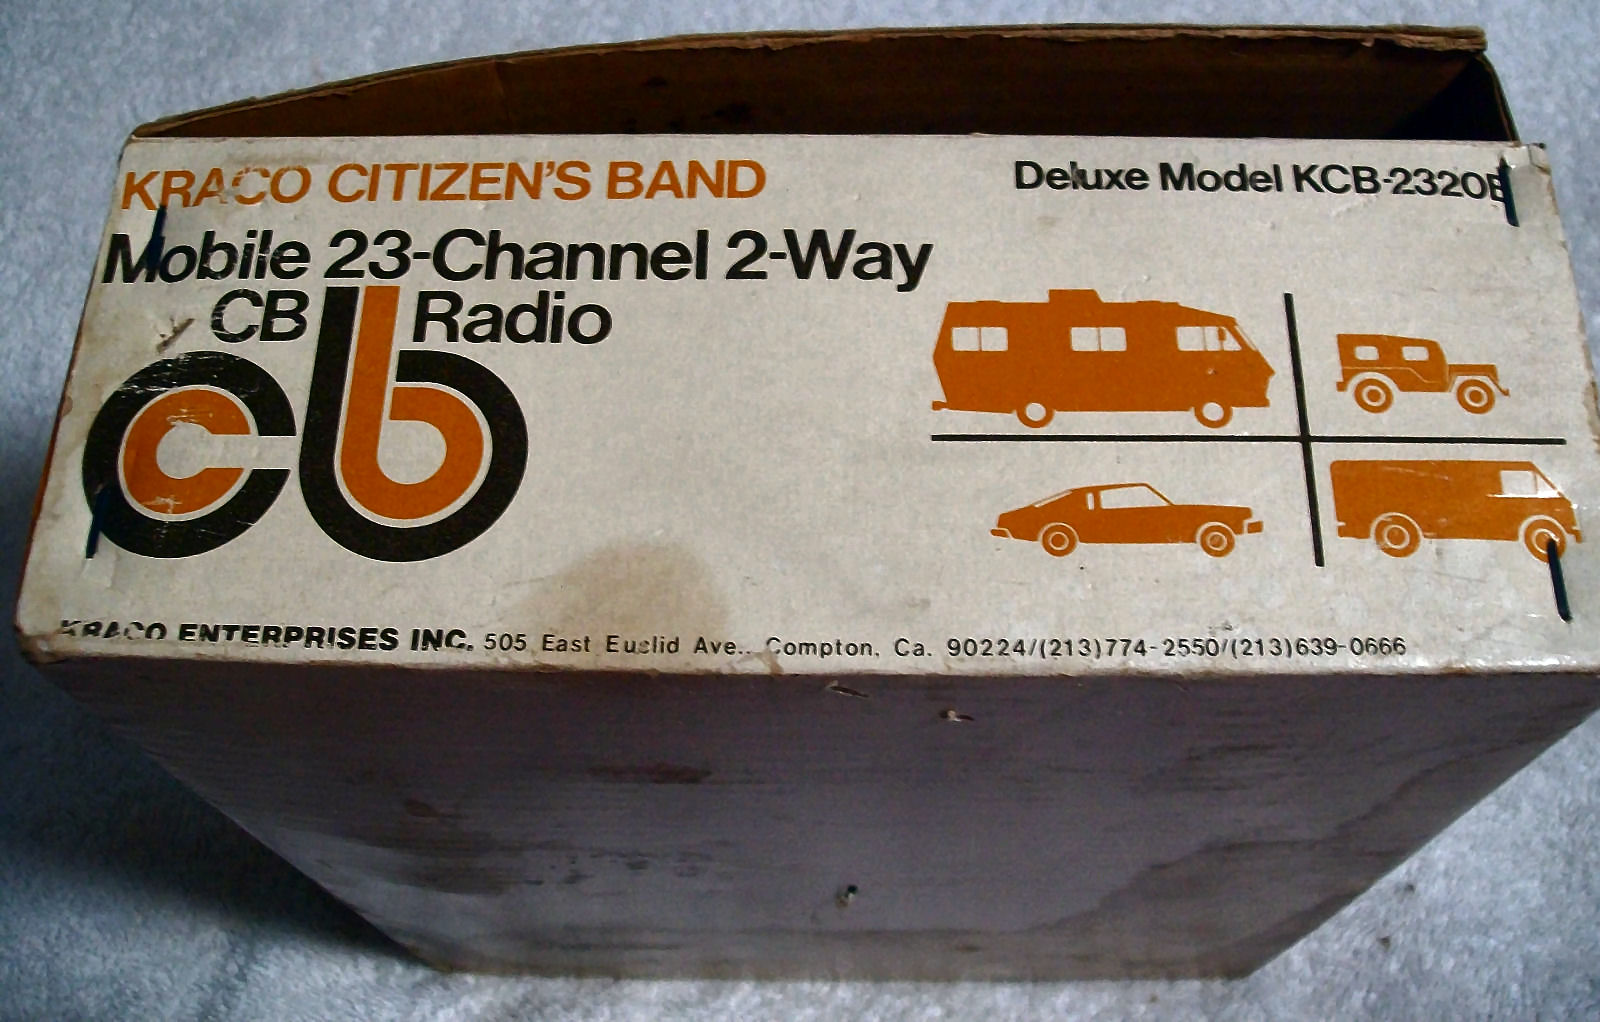 KRACO CITIZEN'S BAND
Deluxe Model KCB-2320B
Mobile 23-Channel 2-Way
CB Radio
cb
KRACO ENTERPRISES INC. 505 East Euclid Ave., Compton, Ca. 90224/(213)774-2550/(213)639-0666